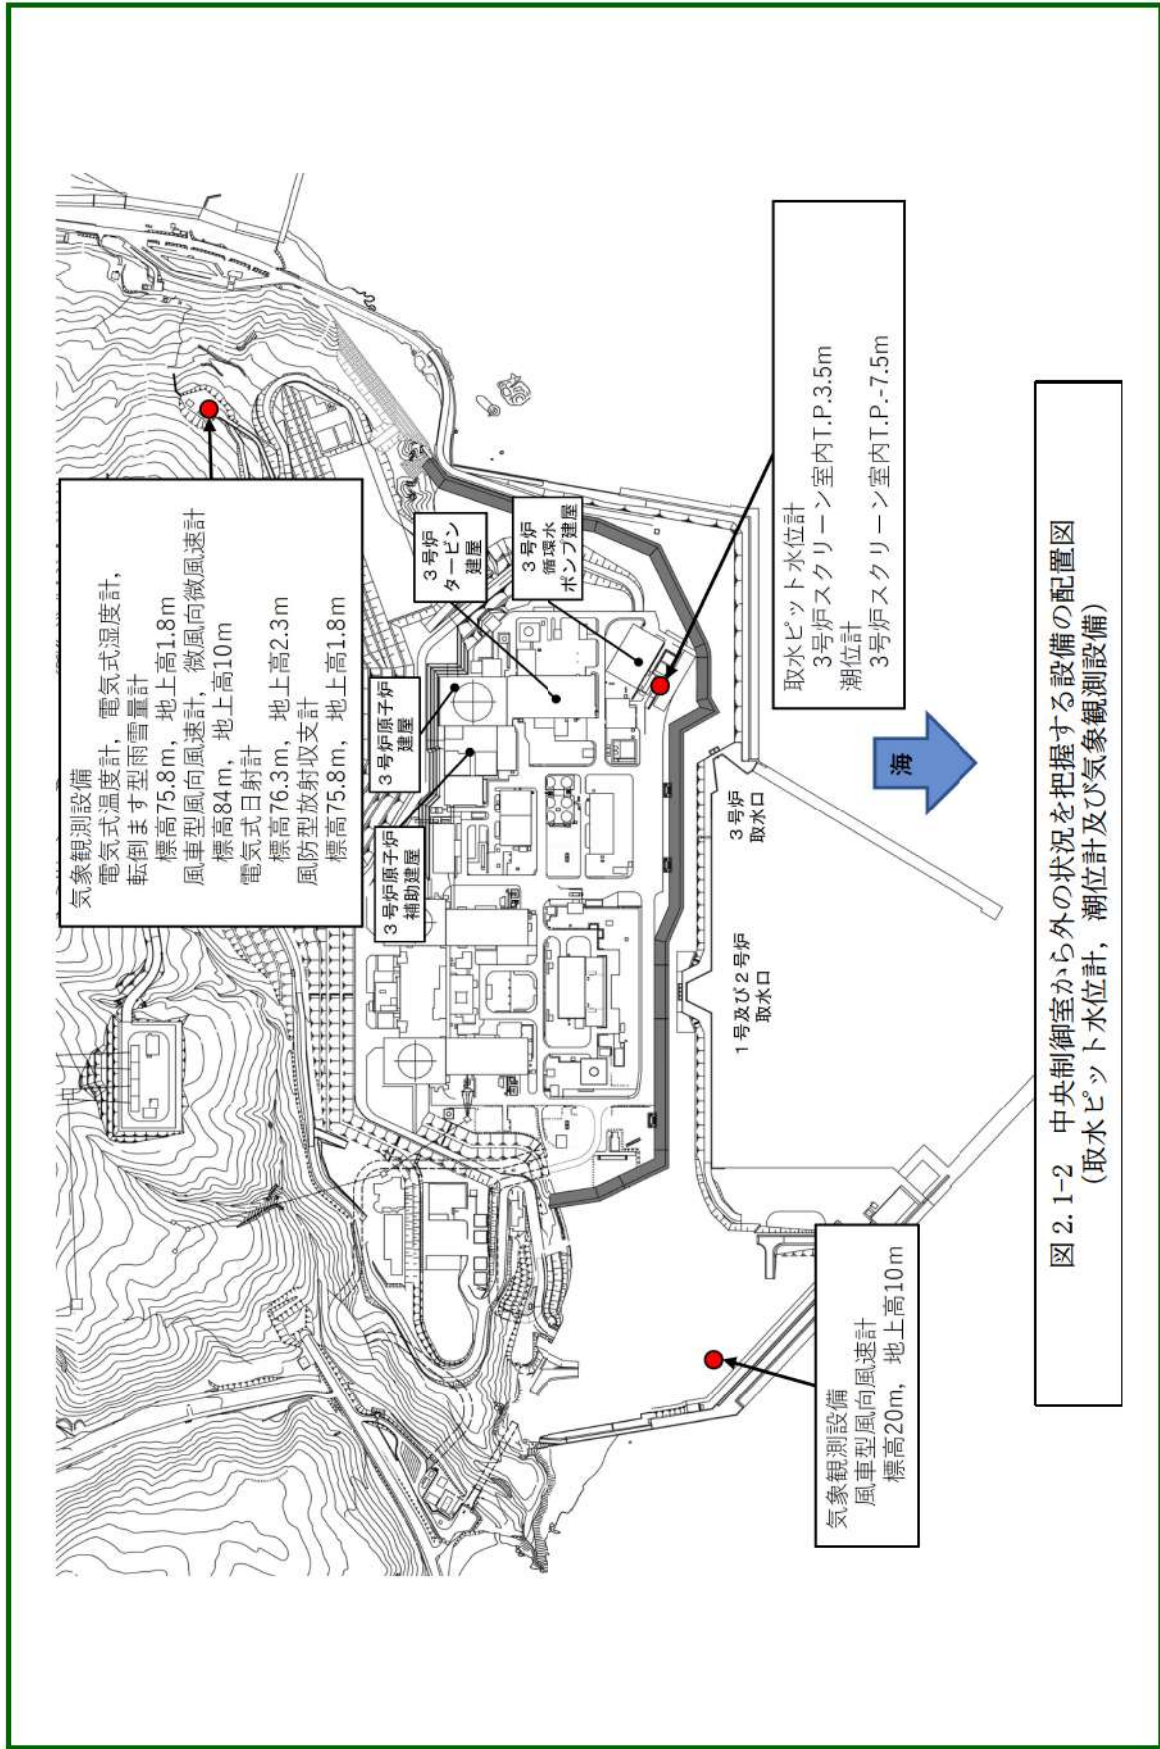 気象観測設備
電気式温度計，電気式湿度計，
転倒ます型雨雪量計
標高75.8m，地上高1.8m
風車型風向風速計，微風向微風速計
標高84m，地上高10m
電気式日射計
標高76.3m，地上高2.3m
風防型放射収支計
標高75.8m，地上高1.8m
3号炉原子炉
補助建屋
3号炉原子炉
建屋
3号炉
タービン
建屋
3号炉
循環水
ポンプ建屋
1号及び2号炉
取水口
3号炉
取水口
海
気象観測設備
風車型風向風速計
標高20m，地上高10m
取水ピット水位計
3号炉スクリーン室内T.P.3.5m
潮位計
3号炉スクリーン室内T.P.-7.5m
図 2.1-2　中央制御室から外の状況を把握する設備の配置図
(取水ピット水位計，潮位計及び気象観測設備)